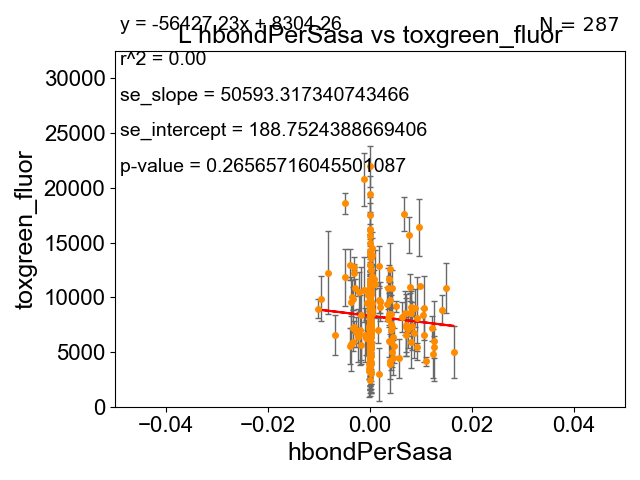 y = -56427.23x + 8304.26
N = 287
L hbondPerSasa vs toxgreen_fluor
r^2 = 0.00
se_slope = 50593.317340743466
se_intercept = 188.7524388669406
p-value = 0.26565716045501087
toxgreen_fluor
30000
25000
20000
15000
10000
5000
0
−0.04
−0.02
0.00
0.02
0.04
hbondPerSasa